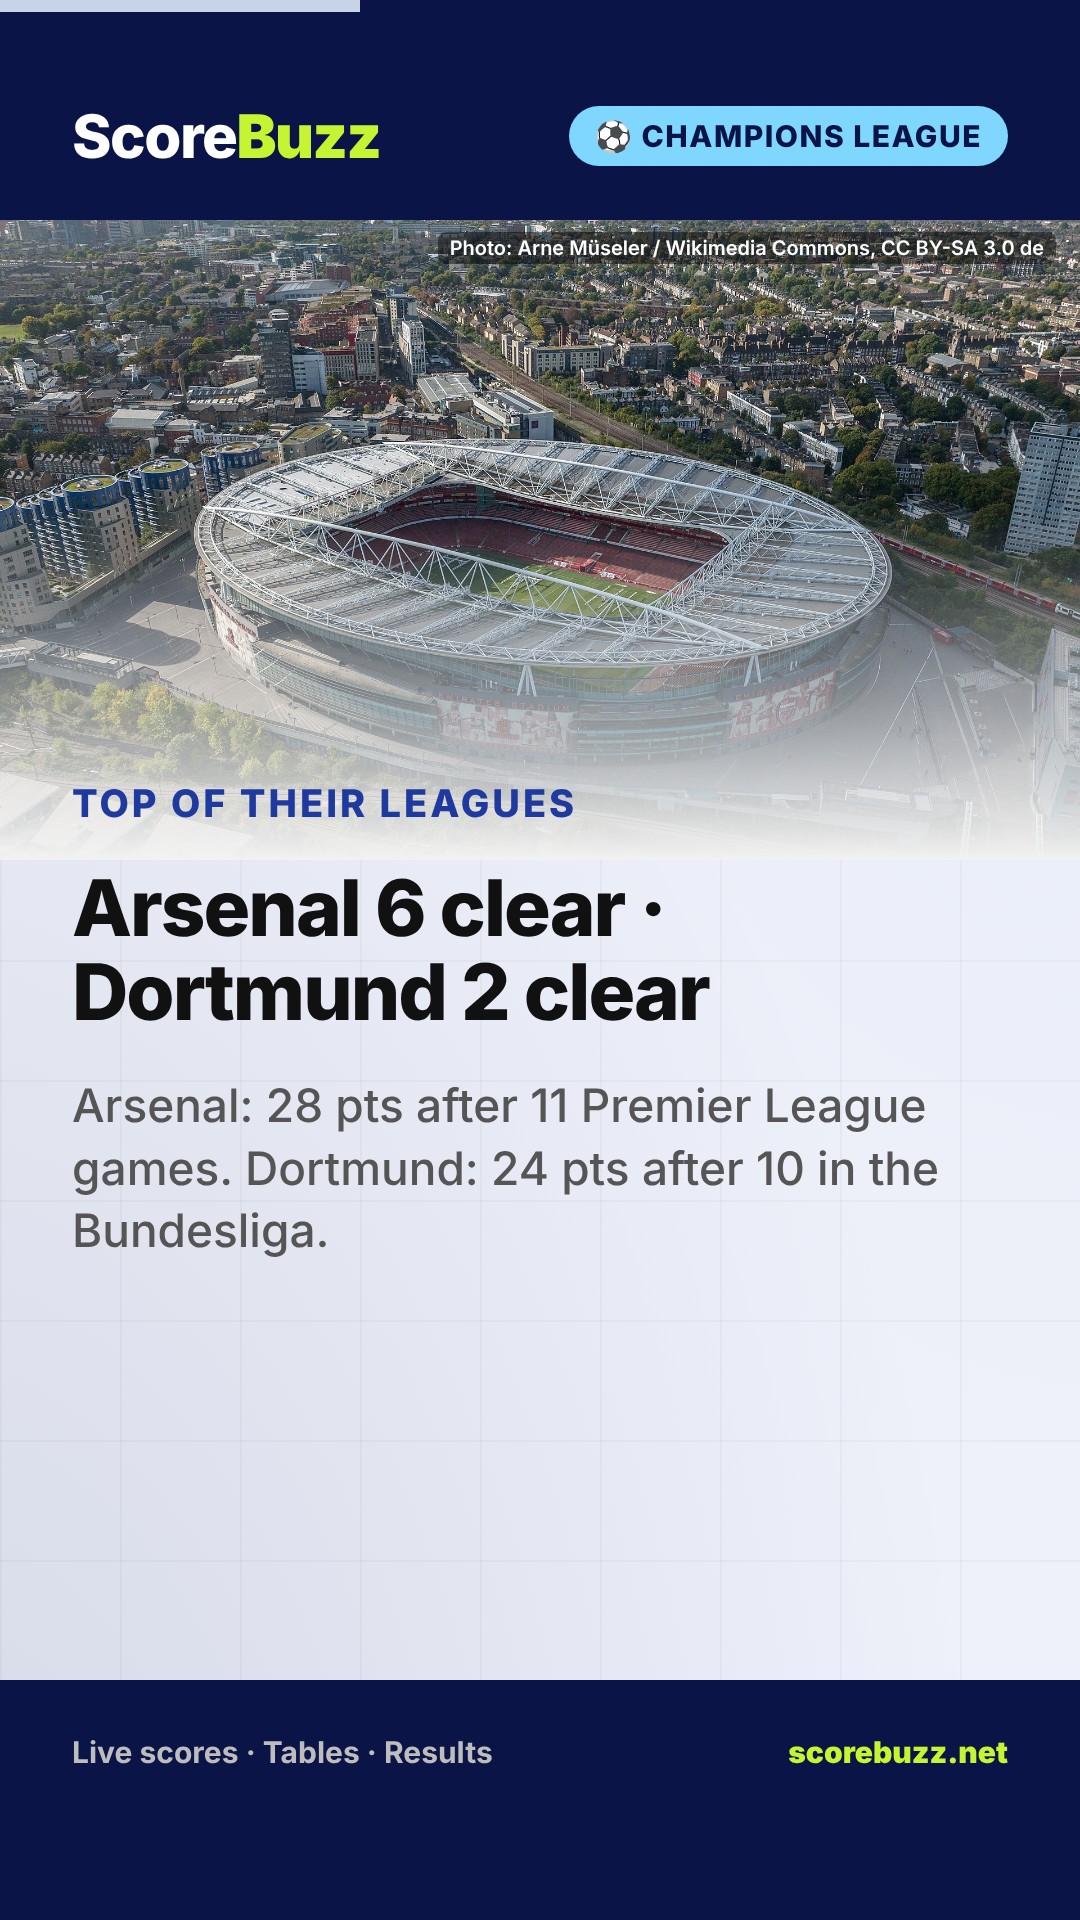 ScoreBuzz
⚽ CHAMPIONS LEAGUE
Photo: Arne Müseler / Wikimedia Commons, CC BY-SA 3.0 de
TOP OF THEIR LEAGUES
Arsenal 6 clear ·
Dortmund 2 clear
Arsenal: 28 pts after 11 Premier League
games. Dortmund: 24 pts after 10 in the
Bundesliga.
Live scores · Tables · Results
scorebuzz.net